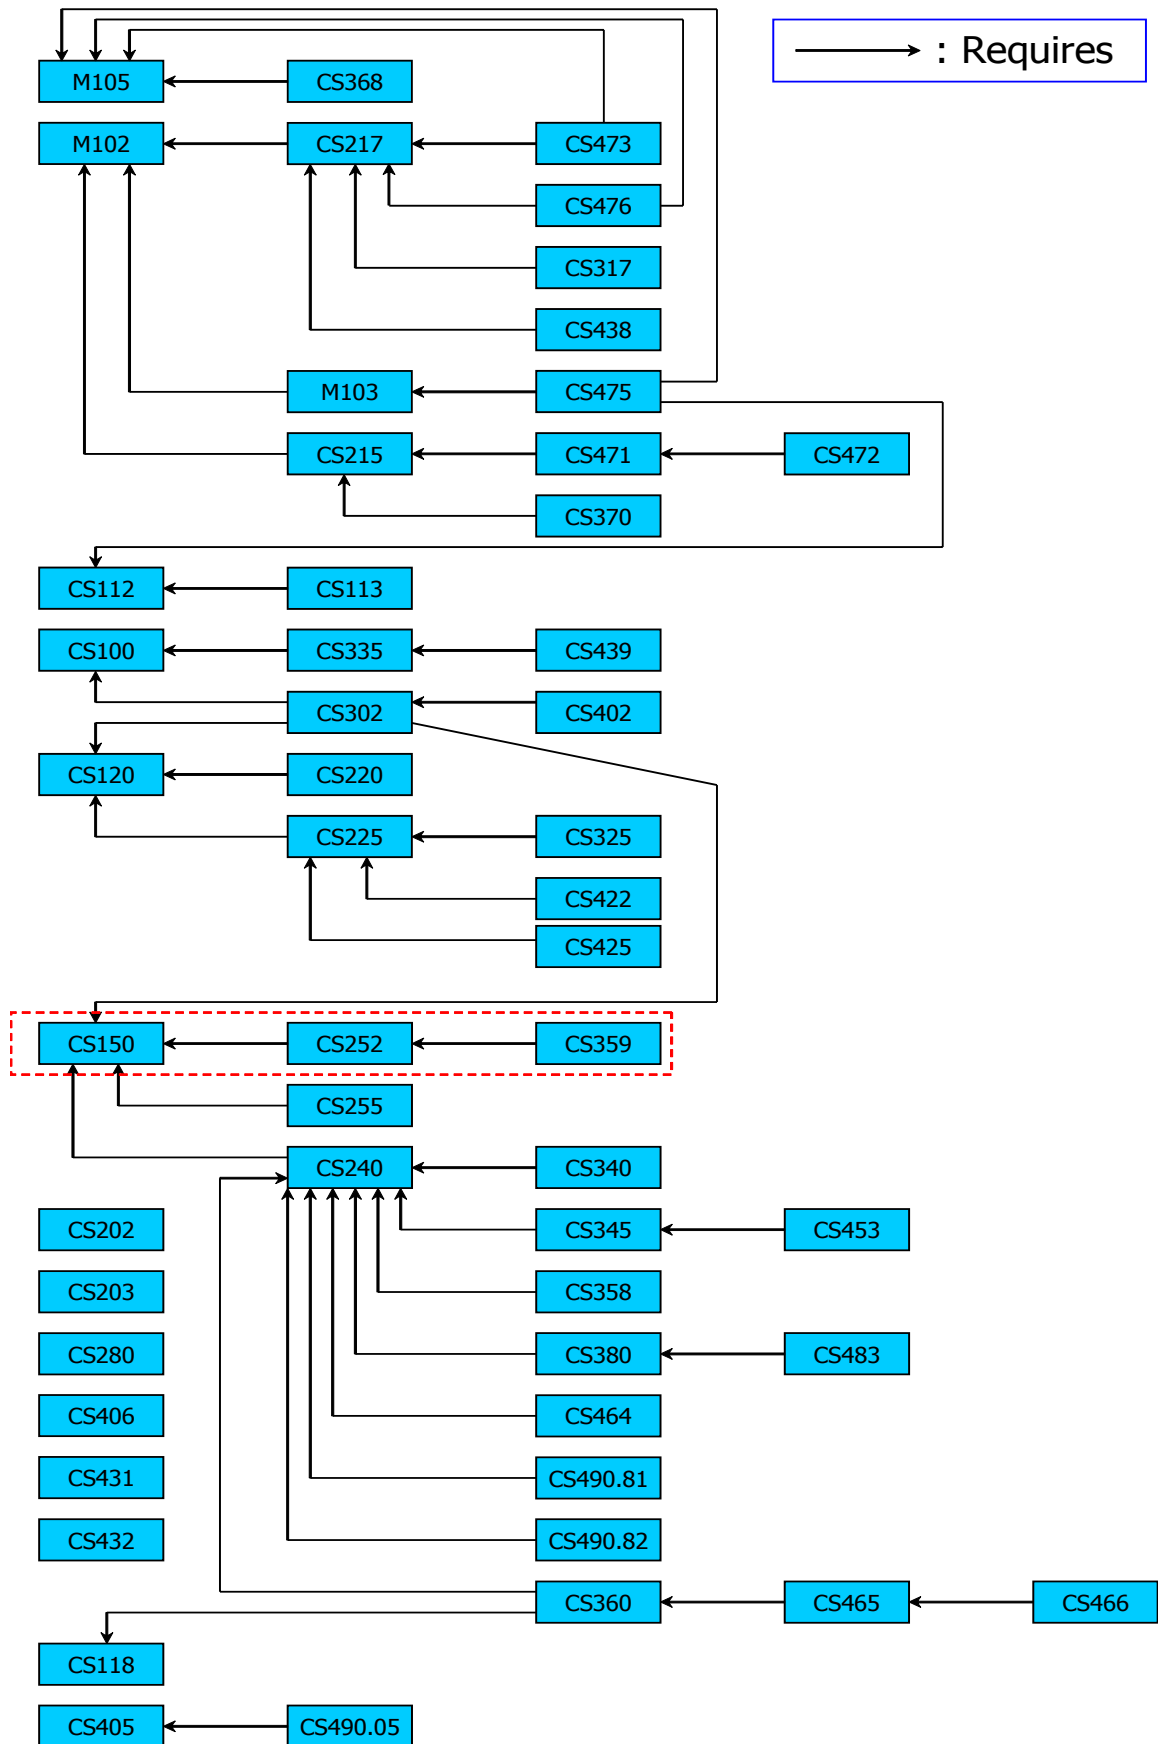 : Requires
M105 CS368
M102 CS217 CS473
CS476
CS317
CS438
M103 CS475
CS215 CS471 CS472
CS370
CS112 CS113
CS100 CS335 CS439
CS302 CS402
CS120 CS220
CS225 CS325
CS422
CS425
CS150 CS252 CS359
CS255
CS240 CS340
CS202 CS345 CS453
CS203 CS358
CS280 CS380 CS483
CS406 CS464
CS431 CS490.81
CS432 CS490.82
CS360 CS465 CS466
CS118
CS405 CS490.05